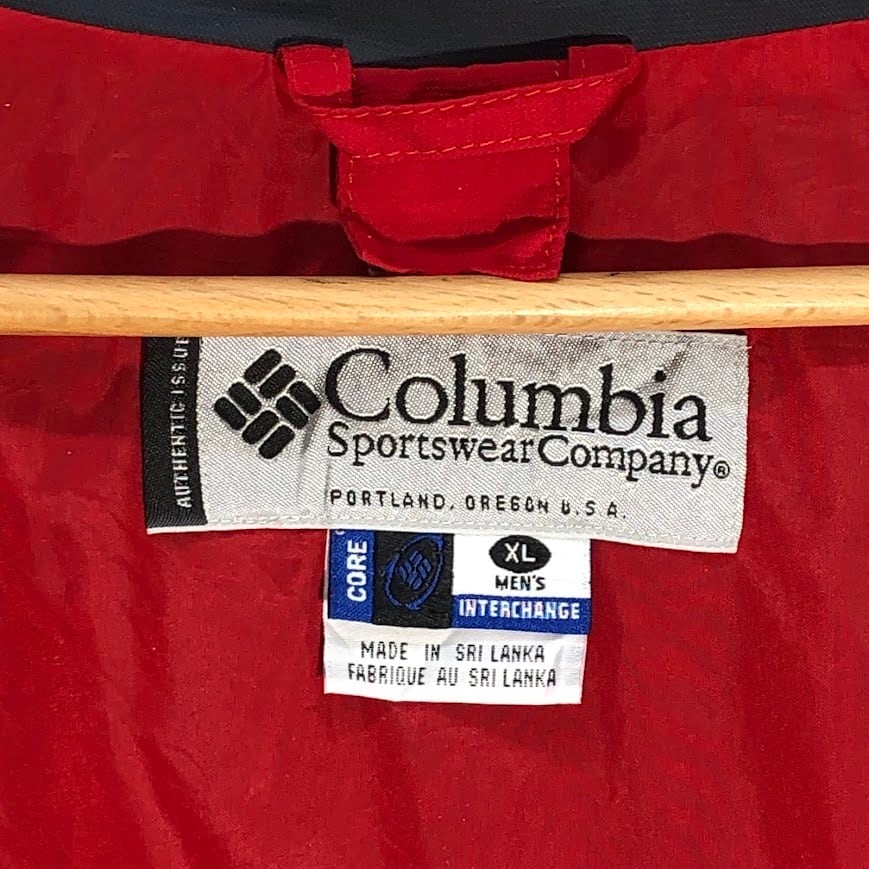 AUTHENTIC ISSUE
Columbia
Sportswear Company®
PORTLAND, OREGON U.S.A.
CORE
XL
MEN'S
INTERCHANGE
MADE IN SRI LANKA
FABRIQUE AU SRI LANKA